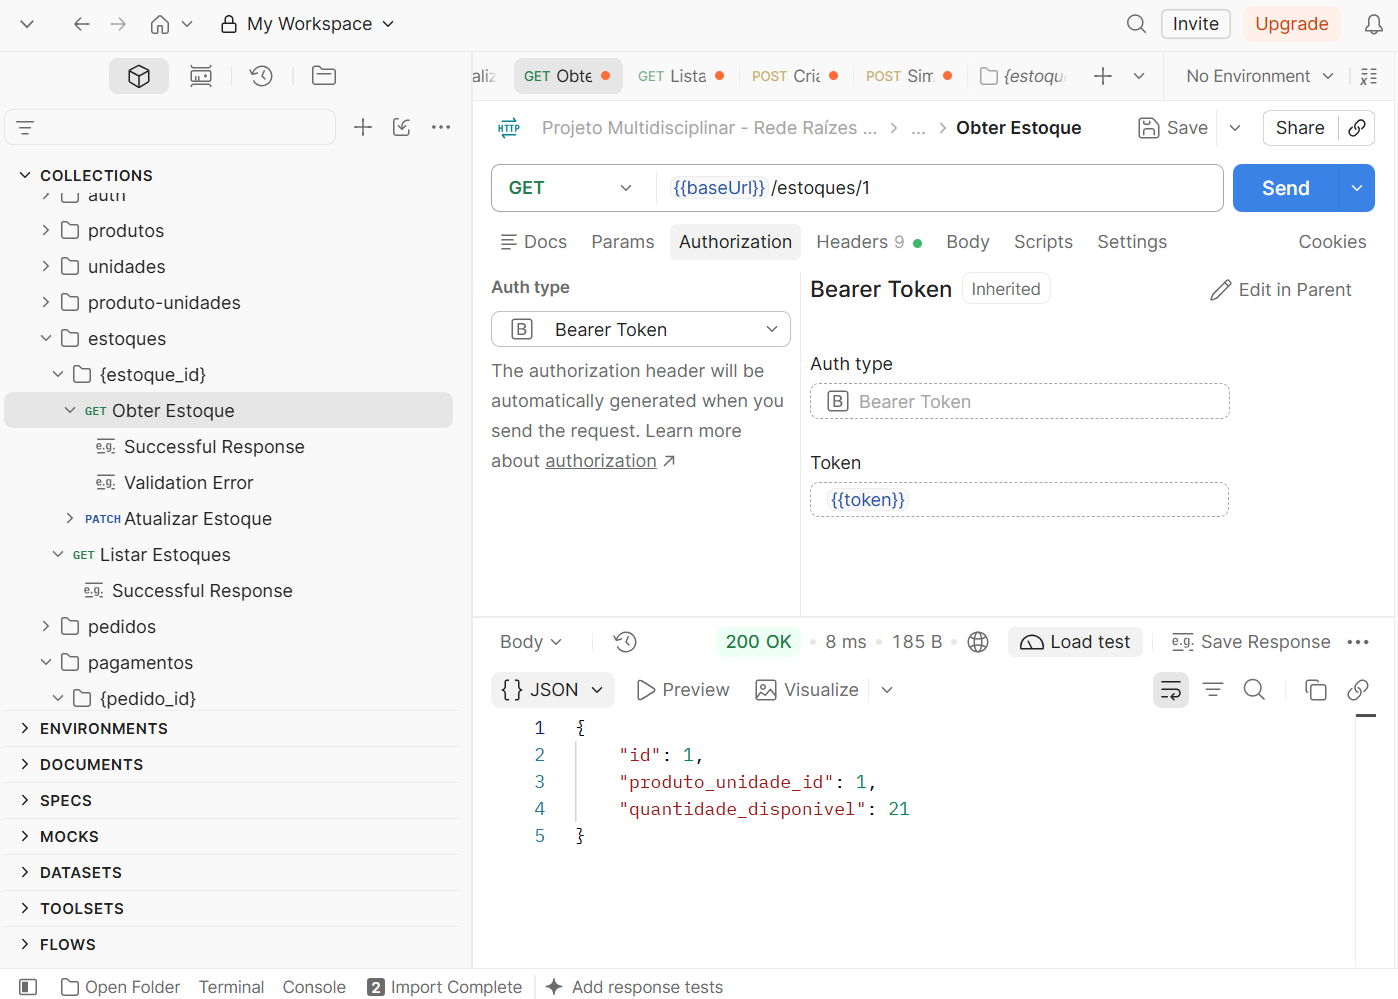 My Workspace
Invite
Upgrade
GET Obte
GET Lista
POST Cria
POST Sim
{estoqu
No Environment
HTTP
Projeto Multidisciplinar - Rede Raízes ...
...
Obter Estoque
Save
Share
COLLECTIONS
auth
produtos
unidades
produto-unidades
estoques
{estoque_id}
GET Obter Estoque
e.g. Successful Response
e.g. Validation Error
PATCH Atualizar Estoque
GET Listar Estoques
e.g. Successful Response
pedidos
pagamentos
{pedido_id}
ENVIRONMENTS
DOCUMENTS
SPECS
MOCKS
DATASETS
TOOLSETS
FLOWS
GET
{{baseUrl}} /estoques/1
Send
Docs
Params
Authorization
Headers 9
Body
Scripts
Settings
Cookies
Auth type
B Bearer Token
The authorization header will be
automatically generated when you
send the request. Learn more
about authorization
Bearer Token
Inherited
Edit in Parent
Auth type
B Bearer Token
Token
{{token}}
Body
200 OK
8 ms
185 B
Load test
e.g. Save Response
{} JSON
Preview
Visualize
1 {
2 "id": 1,
3 "produto_unidade_id": 1,
4 "quantidade_disponivel": 21
5 }
Open Folder
Terminal
Console
2 Import Complete
Add response tests